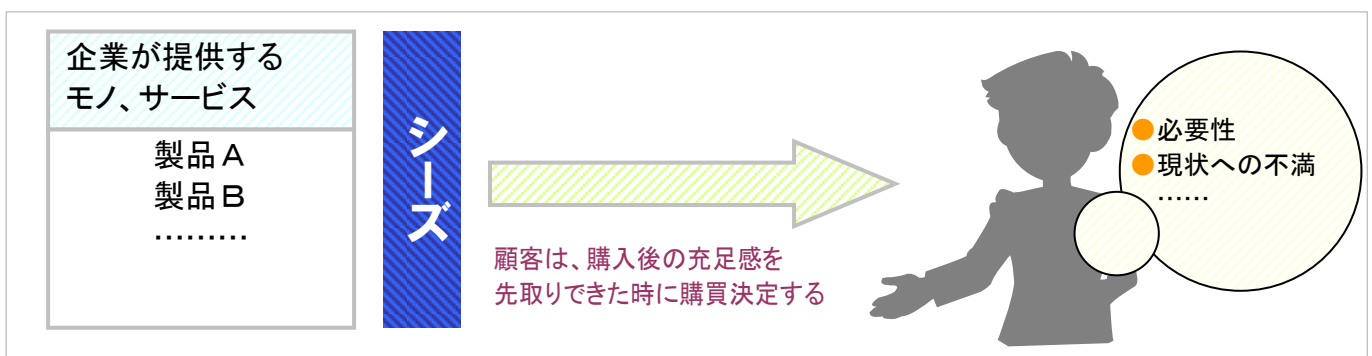 企業が提供する
モノ、サービス
製品Ａ
製品Ｂ
………
シーズ
顧客は、購入後の充足感を
先取りできた時に購買決定する
●必要性
●現状への不満
……